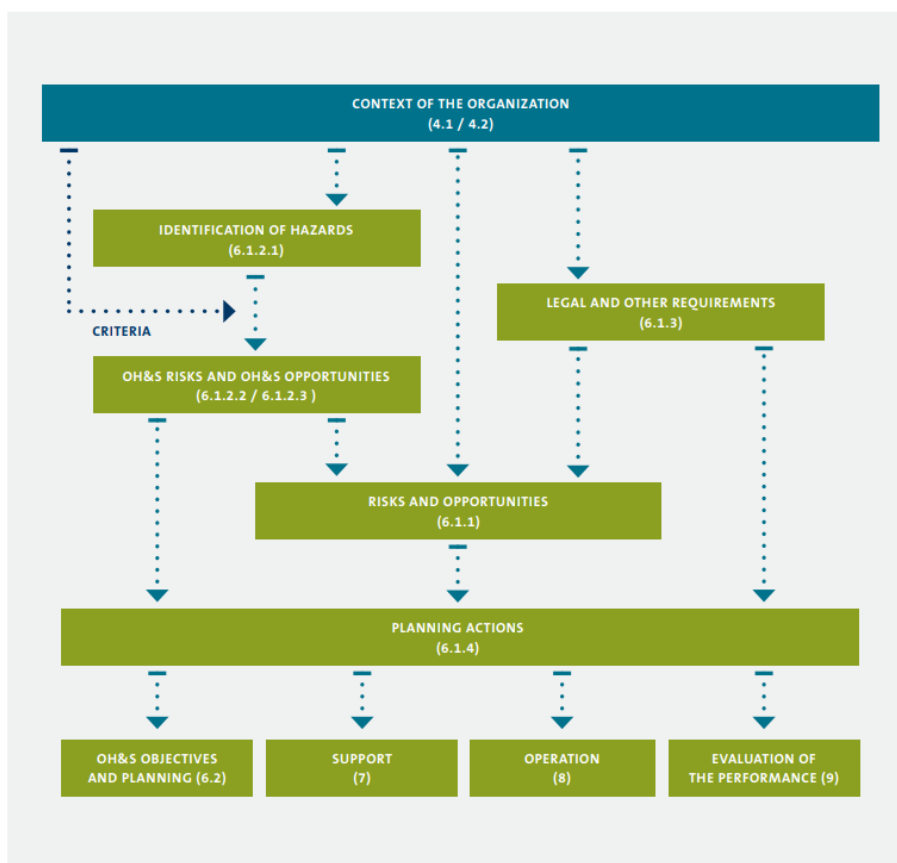 CONTEXT OF THE ORGANIZATION
(4.1 / 4.2)
IDENTIFICATION OF HAZARDS
(6.1.2.1)
LEGAL AND OTHER REQUIREMENTS
(6.1.3)
CRITERIA
OH&S RISKS AND OH&S OPPORTUNITIES
(6.1.2.2 / 6.1.2.3 )
RISKS AND OPPORTUNITIES
(6.1.1)
PLANNING ACTIONS
(6.1.4)
OH&S OBJECTIVES
AND PLANNING (6.2)
SUPPORT
(7)
OPERATION
(8)
EVALUATION OF
THE PERFORMANCE (9)